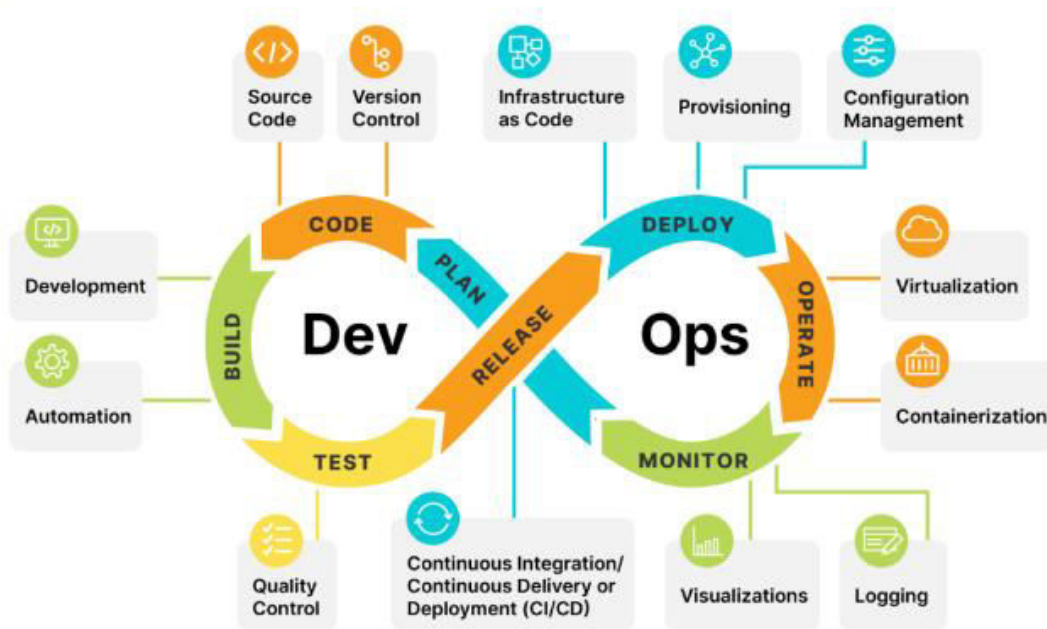 Source
Code
Version
Control
Infrastructure
as Code
Provisioning
Configuration
Management
CODE
DEPLOY
PLAN
Development
Virtualization
Dev
Ops
BUILD
RELEASE
OPERATE
Automation
Containerization
TEST
MONITOR
Quality
Control
Continuous Integration/
Continuous Delivery or
Deployment (CI/CD)
Visualizations
Logging